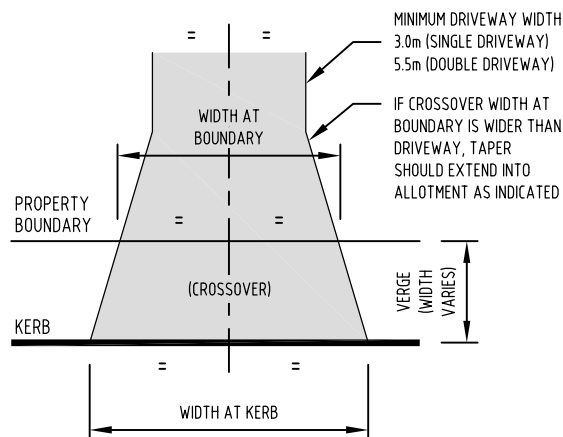 = =
MINIMUM DRIVEWAY WIDTH
3.0m (SINGLE DRIVEWAY)
5.5m (DOUBLE DRIVEWAY)
WIDTH AT
BOUNDARY
IF CROSSOVER WIDTH AT
BOUNDARY IS WIDER THAN
DRIVEWAY, TAPER
SHOULD EXTEND INTO
ALLOTMENT AS INDICATED
PROPERTY
BOUNDARY
= =
(CROSSOVER)
VERGE
(WIDTH
VARIES)
KERB
= =
WIDTH AT KERB